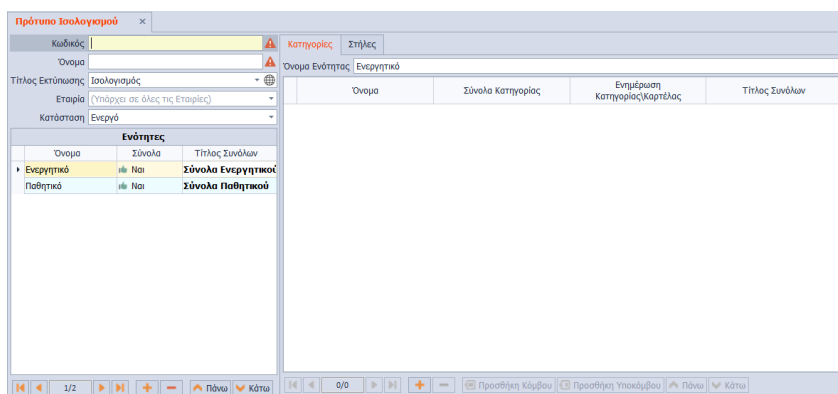 Πρότυπο Ισολογισμού ×
Κωδικός
Όνομα
Τίτλος Εκτύπωσης Ισολογισμός
Εταιρία (Υπάρχει σε όλες τις Εταιρίες)
Κατάσταση Ενεργό
Ενότητες
Όνομα Σύνολα Τίτλος Συνόλων
Ενεργητικό Ναι Σύνολα Ενεργητικού
Παθητικό Ναι Σύνολα Παθητικού
1/2 Πάνω Κάτω
Κατηγορίες Στήλες
Όνομα Ενότητας Ενεργητικό
Όνομα Σύνολα Κατηγορίας Ενημέρωση Κατηγορίας\Καρτέλας Τίτλος Συνόλων
0/0 Προσθήκη Κόμβου Προσθήκη Υποκόμβου Πάνω Κάτω